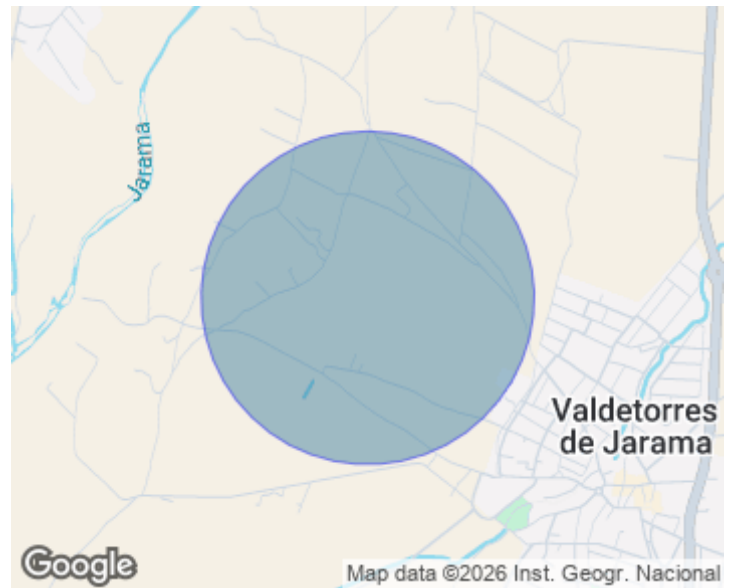 Jarama
Valdetorres
de Jarama
Google
Map data ©2026 Inst. Geogr. Nacional